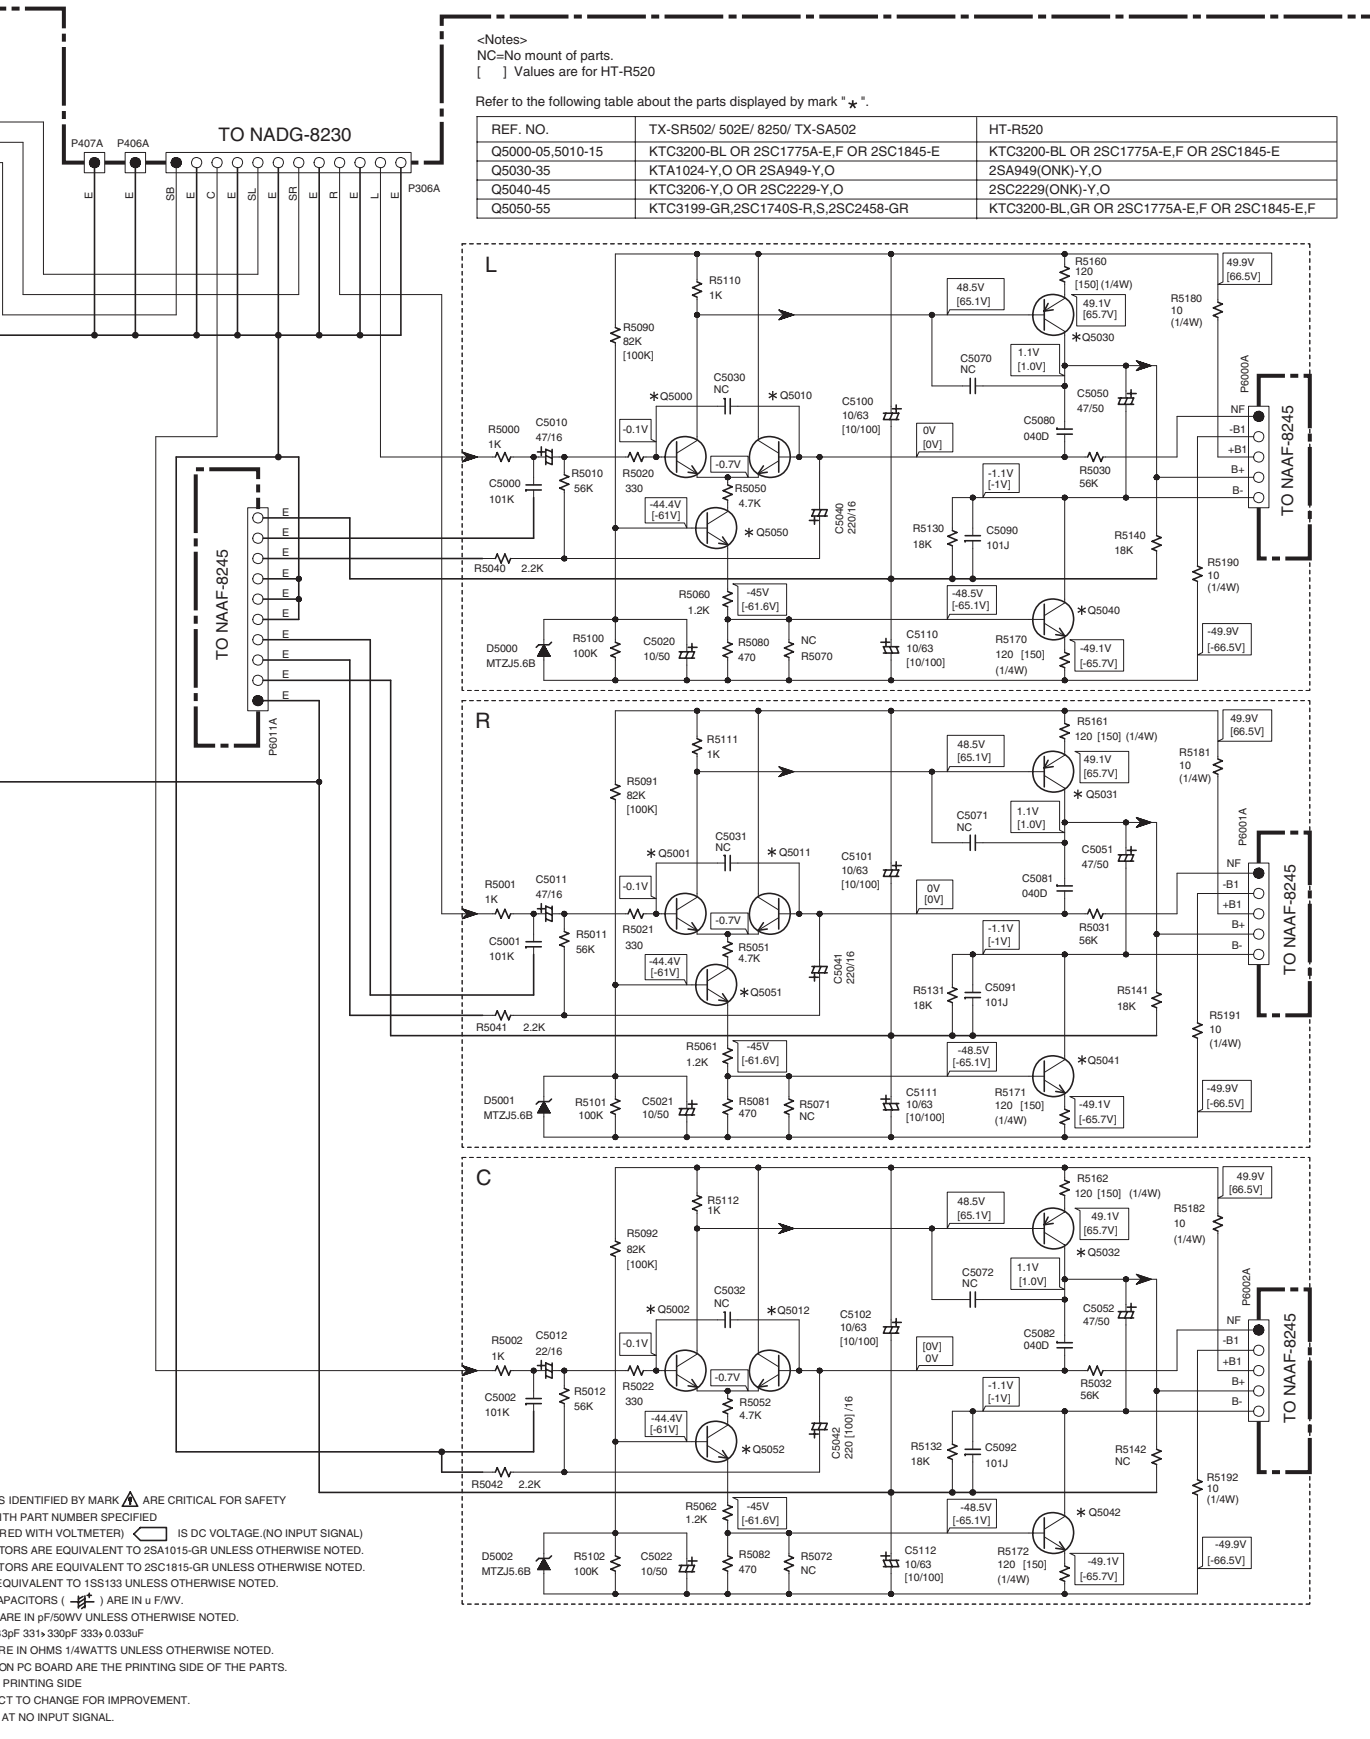 <Notes>
NC=No mount of parts.
[ ] Values are for HT-R520
Refer to the following table about the parts displayed by mark "*".
REF. NO. TX-SR502/ 502E/ 8250/ TX-SA502 HT-R520
Q5000-05,5010-15 KTC3200-BL OR 2SC1775A-E,F OR 2SC1845-E KTC3200-BL OR 2SC1775A-E,F OR 2SC1845-E
Q5030-35 KTA1024-Y,O OR 2SA949-Y,O 2SA949(ONK)-Y,O
Q5040-45 KTC3206-Y,O OR 2SC2229-Y,O 2SC2229(ONK)-Y,O
Q5050-55 KTC3199-GR,2SC1740S-R,S,2SC2458-GR KTC3200-BL,GR OR 2SC1775A-E,F OR 2SC1845-E,F
TO NADG-8230
P407A P406A
P306A
E E SB E C E SL E SR E R E L E
TO NAAF-8245
P6011A
E
E
E
E
E
E
E
E
E
E
L
R5110
1K
R5090
82K
[100K]
48.5V
[65.1V]
R5160
120
[150] (1/4W)
49.1V
[65.7V]
*Q5030
R5180
10
(1/4W)
49.9V
[66.5V]
C5070
NC
1.1V
[1.0V]
C5050
47/50
P6000A
*Q5000
C5030
NC
*Q5010
C5100
10/63
[10/100]
R5000
1K
C5010
47/16
-0.1V
0V
[0V]
C5080
040D
NF
-B1
+B1
B+
B-
TO NAAF-8245
C5000
101K
R5010
56K
R5020
330
-0.7V
R5050
4.7K
-44.4V
[-61V]
*Q5050
C5040
220/16
-1.1V
[-1V]
R5030
56K
R5130
18K
C5090
101J
R5140
18K
R5040 2.2K
R5190
10
(1/4W)
R5060
1.2K
-45V
[-61.6V]
-48.5V
[-65.1V]
*Q5040
D5000
MTZJ5.6B
R5100
100K
C5020
10/50
R5080
470
NC
R5070
C5110
10/63
[10/100]
R5170
120 [150]
(1/4W)
-49.1V
[-65.7V]
-49.9V
[-66.5V]
R
R5111
1K
R5091
82K
[100K]
48.5V
[65.1V]
R5161
120 [150] (1/4W)
49.1V
[65.7V]
*Q5031
R5181
10
(1/4W)
49.9V
[66.5V]
C5071
NC
1.1V
[1.0V]
C5051
47/50
P6001A
*Q5001
C5031
NC
*Q5011
C5101
10/63
[10/100]
R5001
1K
C5011
47/16
-0.1V
0V
[0V]
C5081
040D
NF
-B1
+B1
B+
B-
TO NAAF-8245
C5001
101K
R5011
56K
R5021
330
-0.7V
R5051
4.7K
-44.4V
[-61V]
*Q5051
C5041
220/16
-1.1V
[-1V]
R5031
56K
R5131
18K
C5091
101J
R5141
18K
R5041 2.2K
R5191
10
(1/4W)
R5061
1.2K
-45V
[-61.6V]
-48.5V
[-65.1V]
*Q5041
D5001
MTZJ5.6B
R5101
100K
C5021
10/50
R5081
470
R5071
NC
C5111
10/63
[10/100]
R5171
120 [150]
(1/4W)
-49.1V
[-65.7V]
-49.9V
[-66.5V]
C
R5112
1K
R5092
82K
[100K]
48.5V
[65.1V]
R5162
120 [150] (1/4W)
49.1V
[65.7V]
*Q5032
R5182
10
(1/4W)
49.9V
[66.5V]
C5072
NC
1.1V
[1.0V]
C5052
47/50
P6002A
*Q5002
C5032
NC
*Q5012
C5102
10/63
[10/100]
R5002
1K
C5012
22/16
-0.1V
[0V]
0V
C5082
040D
NF
-B1
+B1
B+
B-
TO NAAF-8245
C5002
101K
R5012
56K
R5022
330
-0.7V
R5052
4.7K
-44.4V
[-61V]
*Q5052
C5042
220 [100] /16
-1.1V
[-1V]
R5032
56K
R5132
18K
C5092
101J
R5142
NC
R5042 2.2K
R5192
10
(1/4W)
R5062
1.2K
-45V
[-61.6V]
-48.5V
[-65.1V]
*Q5042
D5002
MTZJ5.6B
R5102
100K
C5022
10/50
R5082
470
R5072
NC
C5112
10/63
[10/100]
R5172
120 [150]
(1/4W)
-49.1V
[-65.7V]
-49.9V
[-66.5V]
S IDENTIFIED BY MARK ⚠ ARE CRITICAL FOR SAFETY
ITH PART NUMBER SPECIFIED
RED WITH VOLTMETER) IS DC VOLTAGE.(NO INPUT SIGNAL)
TORS ARE EQUIVALENT TO 2SA1015-GR UNLESS OTHERWISE NOTED.
TORS ARE EQUIVALENT TO 2SC1815-GR UNLESS OTHERWISE NOTED.
EQUIVALENT TO 1SS133 UNLESS OTHERWISE NOTED.
APACITORS ( ) ARE IN u F/WV.
ARE IN pF/50WV UNLESS OTHERWISE NOTED.
3pF 331› 330pF 333› 0.033uF
RE IN OHMS 1/4WATTS UNLESS OTHERWISE NOTED.
ON PC BOARD ARE THE PRINTING SIDE OF THE PARTS.
PRINTING SIDE
CT TO CHANGE FOR IMPROVEMENT.
AT NO INPUT SIGNAL.